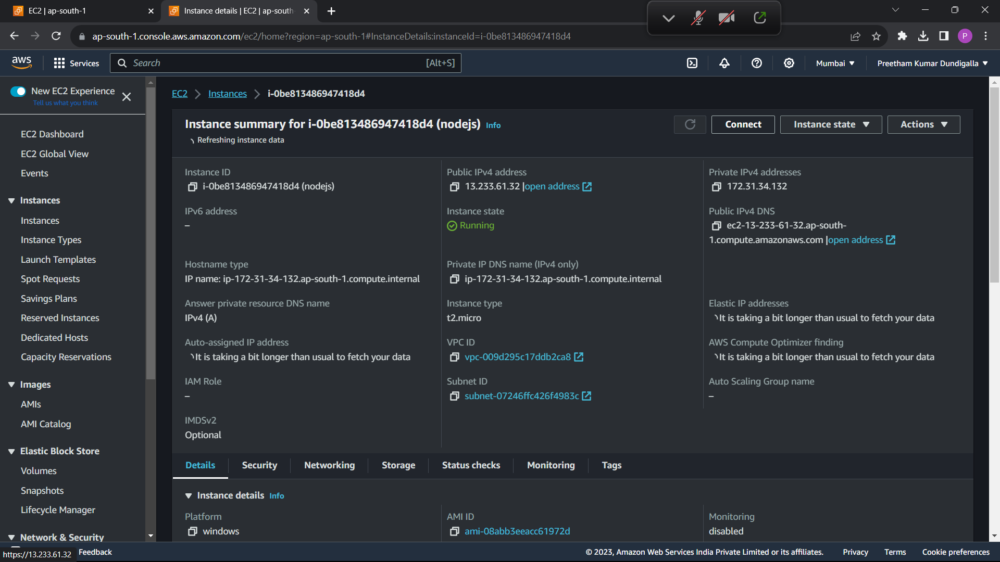 EC2 | ap-south-1
Instance details | EC2 | ap-south-
ap-south-1.console.aws.amazon.com/ec2/home?region=ap-south-1#InstanceDetails:instanceId=i-0be813486947418d4
P
aws
Services
Search
[Alt+S]
Mumbai
Preetham Kumar Dundigalla
New EC2 Experience
Tell us what you think
EC2 Dashboard
EC2 Global View
Events
Instances
Instances
Instance Types
Launch Templates
Spot Requests
Savings Plans
Reserved Instances
Dedicated Hosts
Capacity Reservations
Images
AMIs
AMI Catalog
Elastic Block Store
Volumes
Snapshots
Lifecycle Manager
Network & Security
EC2 > Instances > i-0be813486947418d4
Instance summary for i-0be813486947418d4 (nodejs) Info
Refreshing instance data
Connect
Instance state
Actions
Instance ID
i-0be813486947418d4 (nodejs)
Public IPv4 address
13.233.61.32 |open address
Private IPv4 addresses
172.31.34.132
IPv6 address
–
Instance state
Running
Public IPv4 DNS
ec2-13-233-61-32.ap-south-
1.compute.amazonaws.com |open address
Hostname type
IP name: ip-172-31-34-132.ap-south-1.compute.internal
Private IP DNS name (IPv4 only)
ip-172-31-34-132.ap-south-1.compute.internal
Answer private resource DNS name
IPv4 (A)
Instance type
t2.micro
Elastic IP addresses
It is taking a bit longer than usual to fetch your data
Auto-assigned IP address
It is taking a bit longer than usual to fetch your data
VPC ID
vpc-009d295c17ddb2ca8
AWS Compute Optimizer finding
It is taking a bit longer than usual to fetch your data
IAM Role
–
Subnet ID
subnet-07246ffc426f4983c
Auto Scaling Group name
–
IMDSv2
Optional
Details
Security
Networking
Storage
Status checks
Monitoring
Tags
Instance details Info
Platform
windows
AMI ID
ami-08abb3eeacc61972d
Monitoring
disabled
https://13.233.61.32
Feedback
© 2023, Amazon Web Services India Private Limited or its affiliates.
Privacy
Terms
Cookie preferences